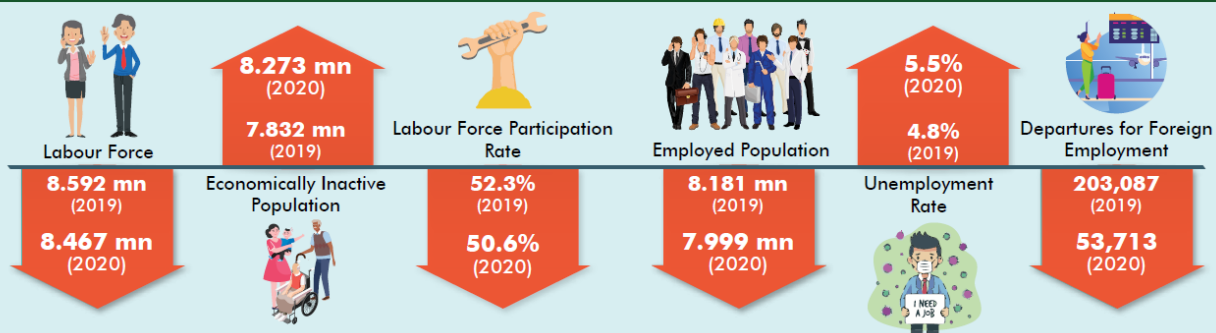 Labour Force
8.592 mn
(2019)
8.467 mn
(2020)
8.273 mn
(2020)
7.832 mn
(2019)
Economically Inactive
Population
Labour Force Participation
Rate
52.3%
(2019)
50.6%
(2020)
Employed Population
8.181 mn
(2019)
7.999 mn
(2020)
5.5%
(2020)
4.8%
(2019)
Unemployment
Rate
I NEED
A JOB
Departures for Foreign
Employment
203,087
(2019)
53,713
(2020)